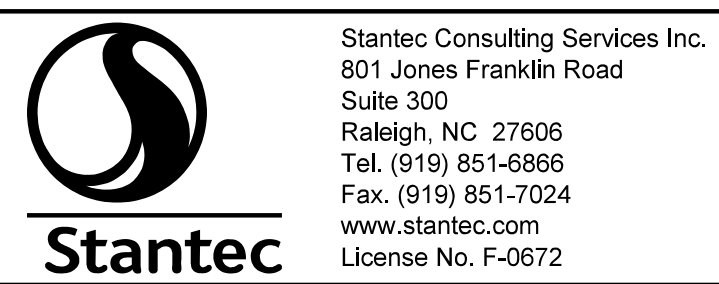 Stantec
Stantec Consulting Services Inc.
801 Jones Franklin Road
Suite 300
Raleigh, NC  27606
Tel. (919) 851-6866
Fax. (919) 851-7024
www.stantec.com
License No. F-0672